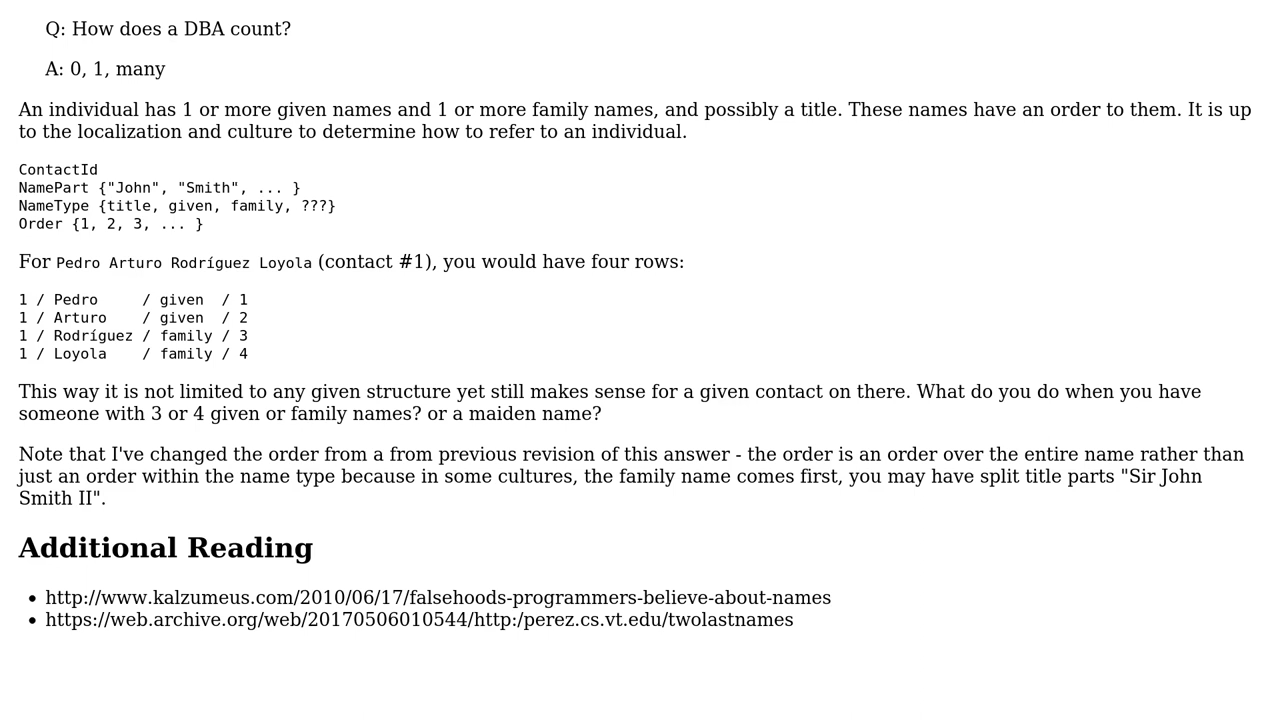 Q: How does a DBA count?
A: 0, 1, many
An individual has 1 or more given names and 1 or more family names, and possibly a title. These names have an order to them. It is up
to the localization and culture to determine how to refer to an individual.
ContactId
NamePart {"John", "Smith", ... }
NameType {title, given, family, ???}
Order {1, 2, 3, ... }
For Pedro Arturo Rodríguez Loyola (contact #1), you would have four rows:
1 / Pedro     / given  / 1
1 / Arturo    / given  / 2
1 / Rodríguez / family / 3
1 / Loyola    / family / 4
This way it is not limited to any given structure yet still makes sense for a given contact on there. What do you do when you have
someone with 3 or 4 given or family names? or a maiden name?
Note that I've changed the order from a from previous revision of this answer - the order is an order over the entire name rather than
just an order within the name type because in some cultures, the family name comes first, you may have split title parts "Sir John
Smith II".
Additional Reading
• http://www.kalzumeus.com/2010/06/17/falsehoods-programmers-believe-about-names
• https://web.archive.org/web/20170506010544/http:/perez.cs.vt.edu/twolastnames